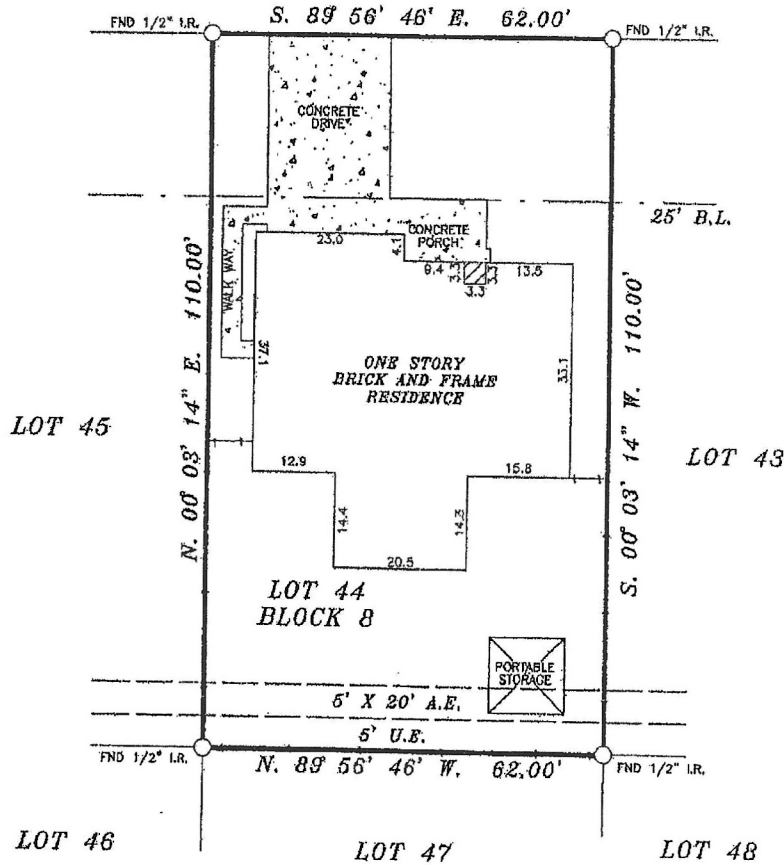 S. 89° 56' 46" E. 62.00'
FND 1/2" I.R.
FND 1/2" I.R.
CONCRETE
DRIVE
25' B.L.
CONCRETE
PORCH
23.0
4.1
9.4
3.3
3.3
3.3
13.5
WALK WAY
37.1
33.1
N. 00° 03' 14" E. 110.00'
S. 00° 03' 14" W. 110.00'
ONE STORY
BRICK AND FRAME
RESIDENCE
LOT 45
LOT 43
12.9
15.8
14.4
14.3
20.5
LOT 44
BLOCK 8
PORTABLE
STORAGE
5' X 20' A.E.
5' U.E.
FND 1/2" I.R.
N. 89° 56' 46" W. 62.00'
FND 1/2" I.R.
LOT 46
LOT 47
LOT 48